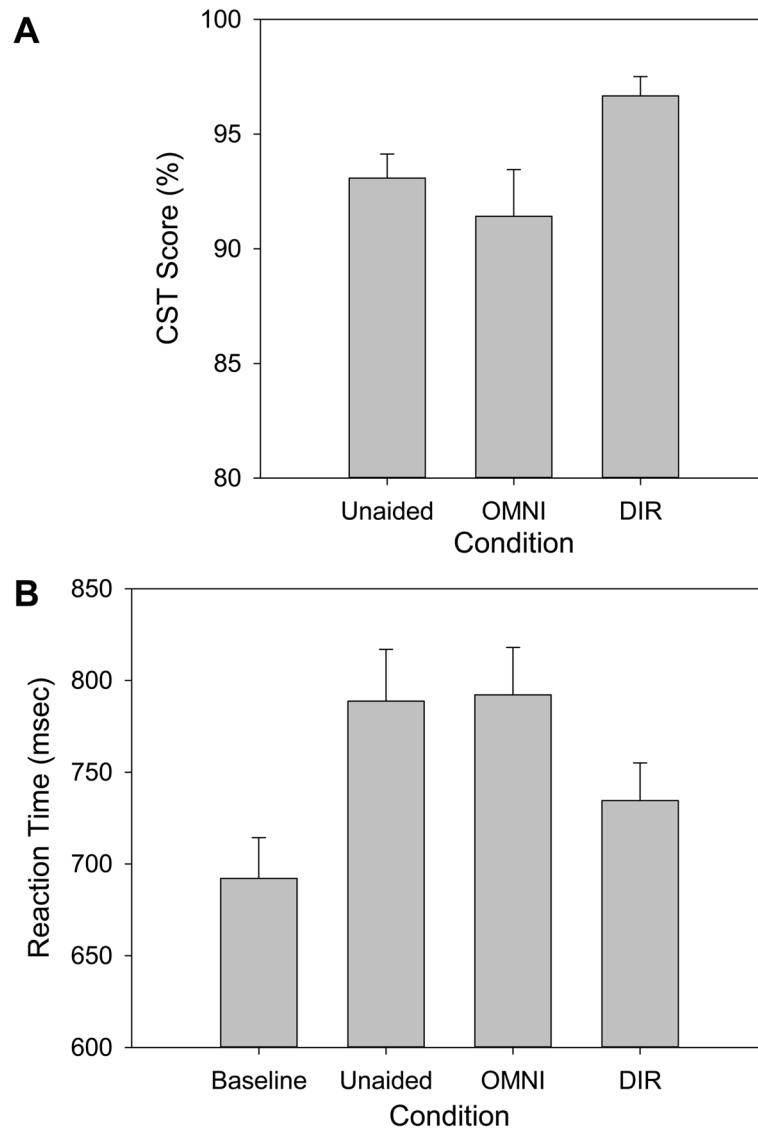 A
CST Score (%)
100
95
90
85
80
Unaided OMNI DIR
Condition
B
Reaction Time (msec)
850
800
750
700
650
600
Baseline Unaided OMNI DIR
Condition